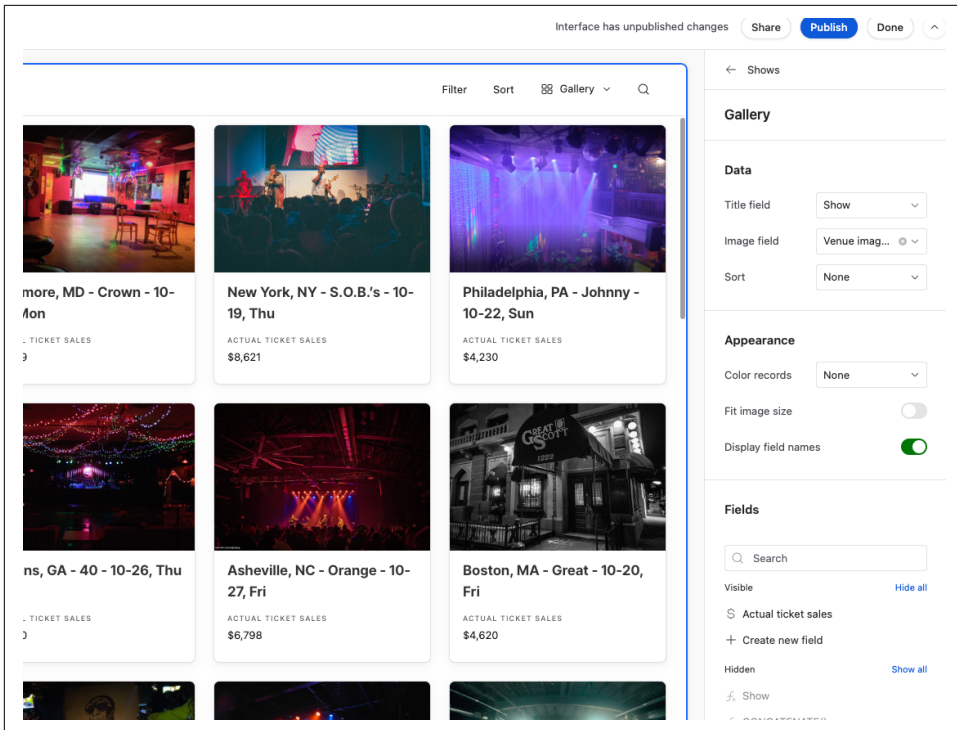 Interface has unpublished changes
Share
Publish
Done
Shows
Filter
Sort
Gallery
Gallery
Data
Title field
Show
Image field
Venue imag...
Sort
None
more, MD - Crown - 10-
Mon
TICKET SALES
9
New York, NY - S.O.B.'s - 10-
19, Thu
ACTUAL TICKET SALES
$8,621
Philadelphia, PA - Johnny -
10-22, Sun
ACTUAL TICKET SALES
$4,230
Appearance
Color records
None
Fit image size
Display field names
GREAT
SCOTT
1222
ns, GA - 40 - 10-26, Thu
TICKET SALES
Asheville, NC - Orange - 10-
27, Fri
ACTUAL TICKET SALES
$6,798
Boston, MA - Great - 10-20,
Fri
ACTUAL TICKET SALES
$4,620
Fields
Search
Visible
Hide all
Actual ticket sales
Create new field
Hidden
Show all
Show
CONCATENATE()